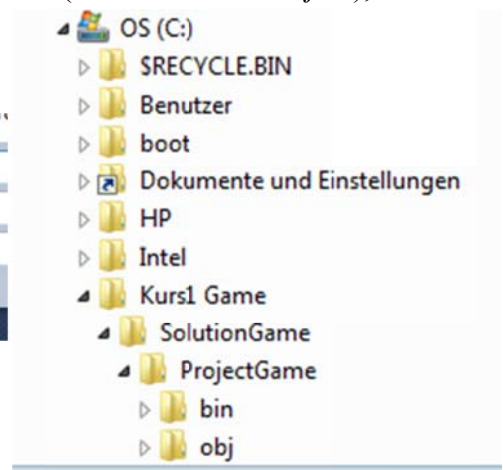 OS (C:)
$RECYCLE.BIN
Benutzer
boot
Dokumente und Einstellungen
HP
Intel
Kurs1 Game
SolutionGame
ProjectGame
bin
obj